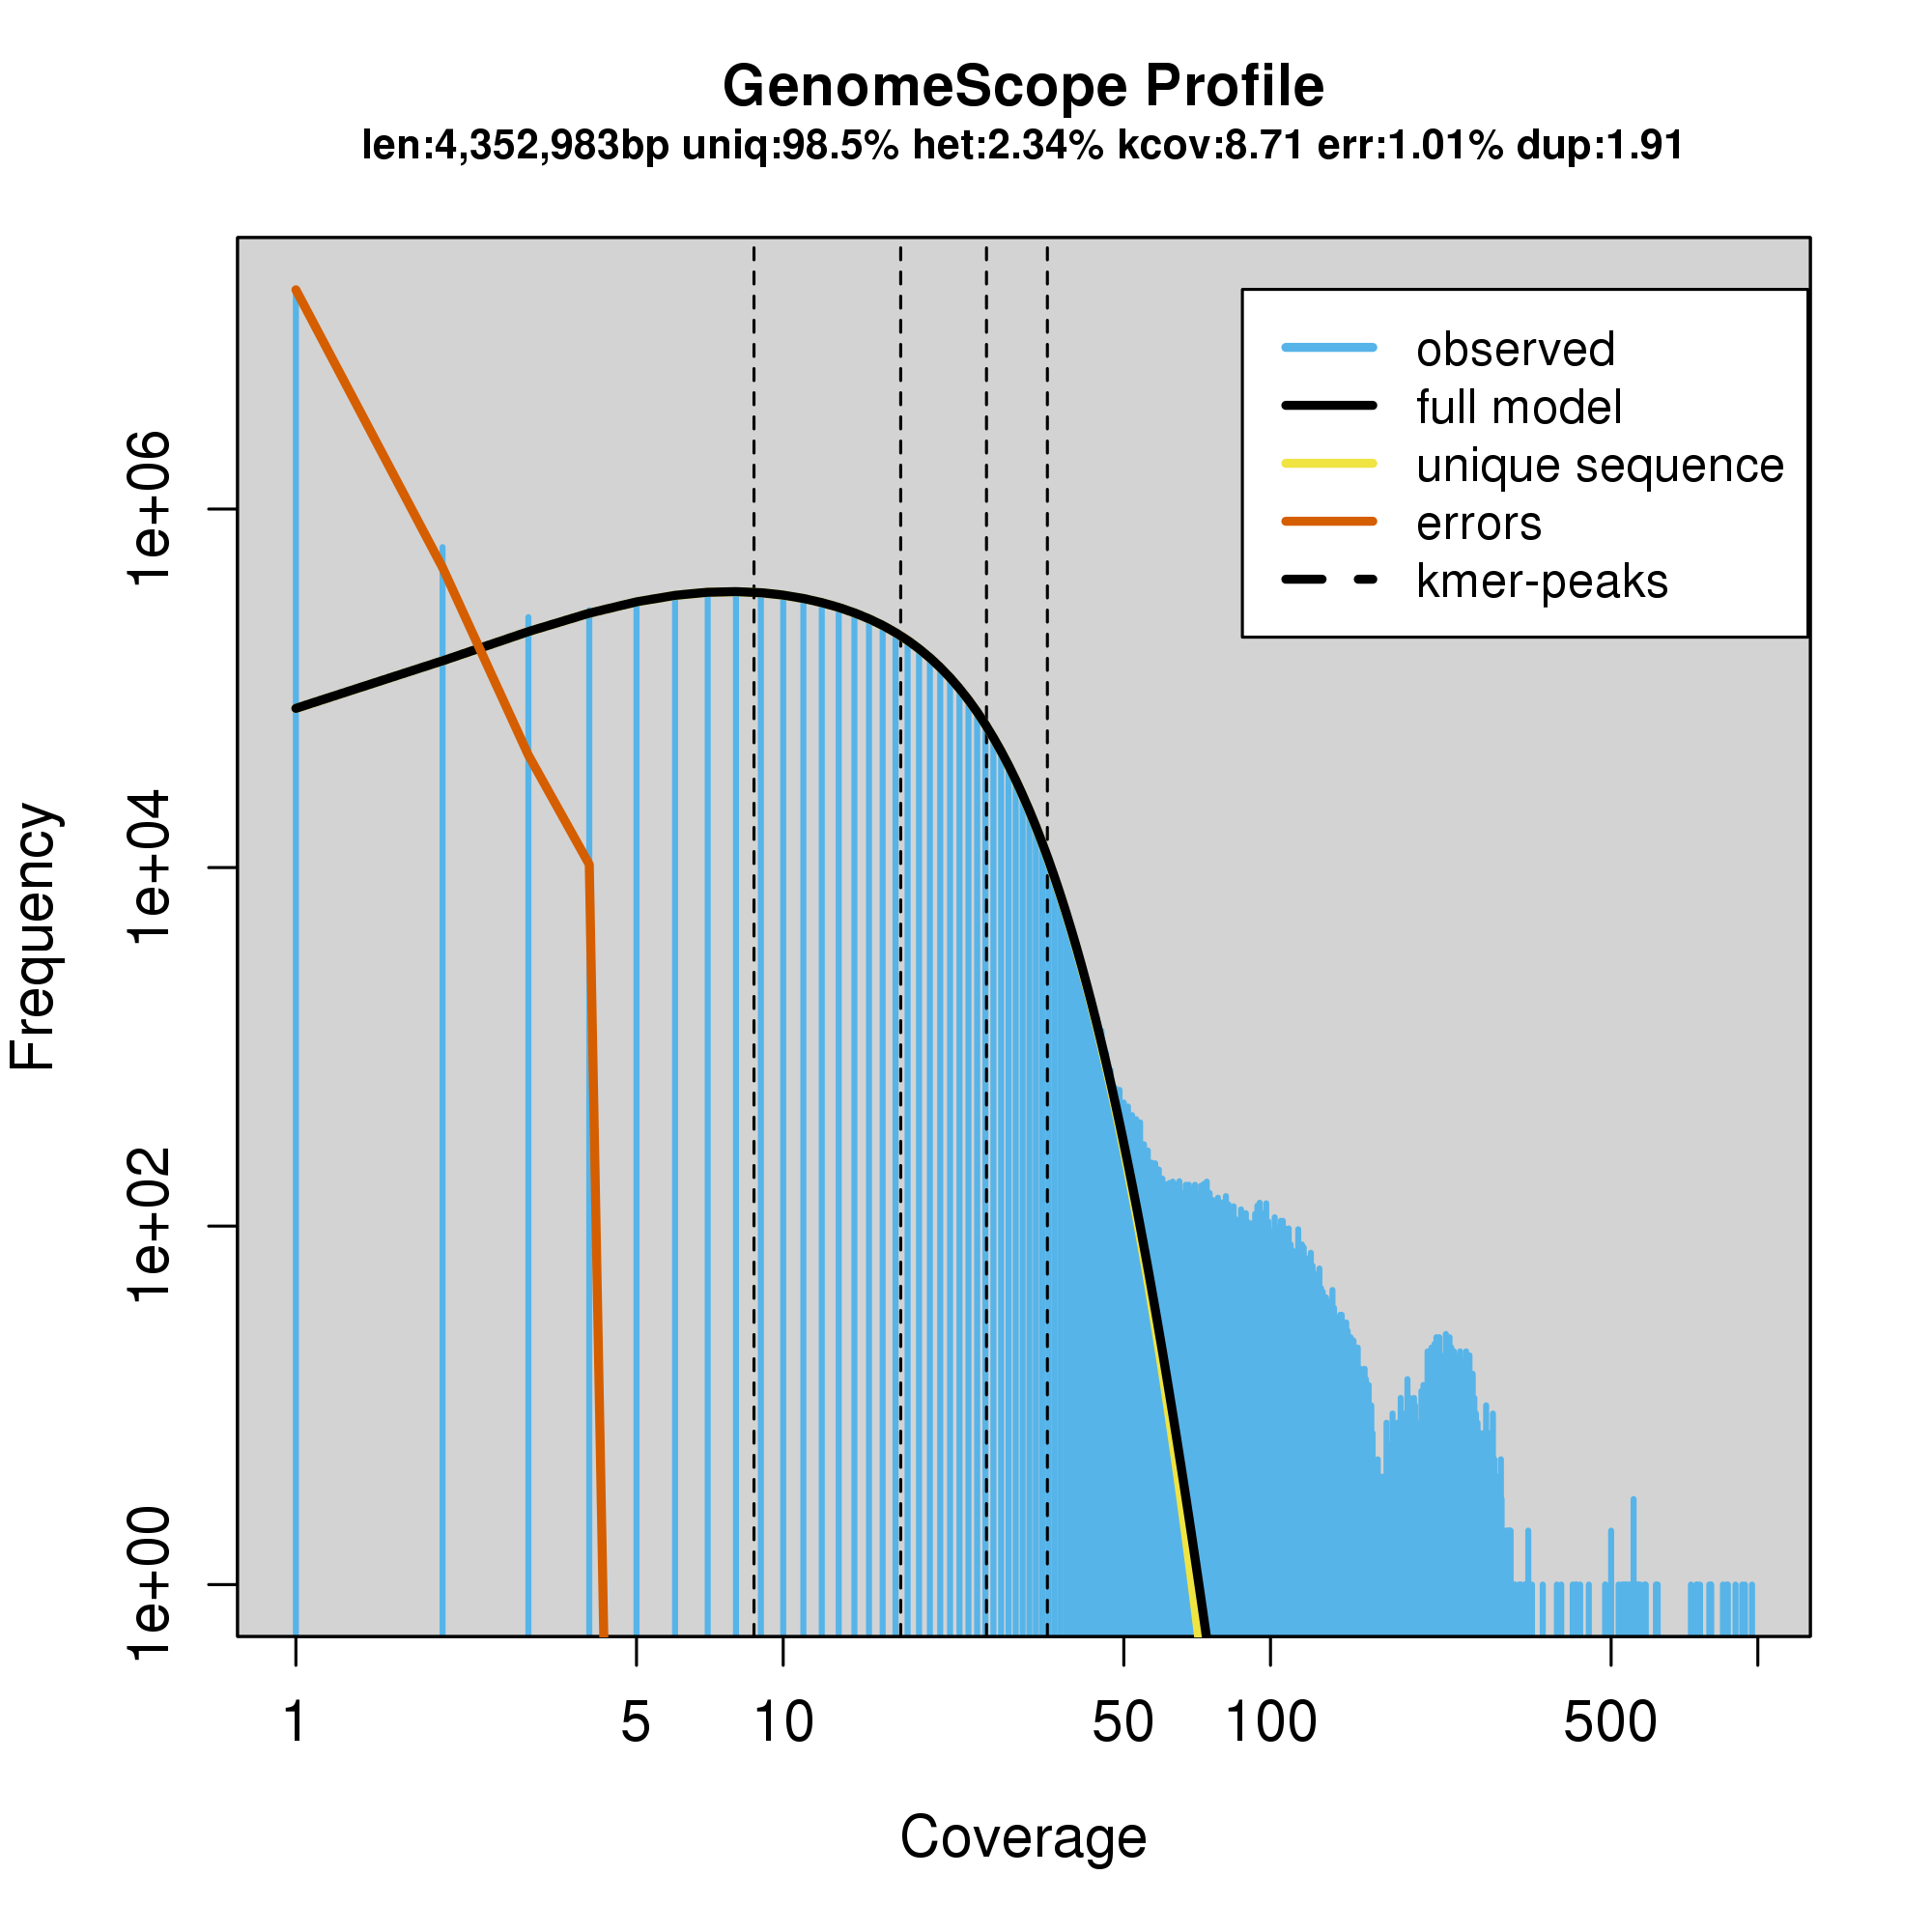 GenomeScope Profile
len:4,352,983bp uniq:98.5% het:2.34% kcov:8.71 err:1.01% dup:1.91
observed
full model
unique sequence
errors
kmer-peaks
Frequency
1e+06
1e+04
1e+02
1e+00
1 5 10 50 100 500
Coverage